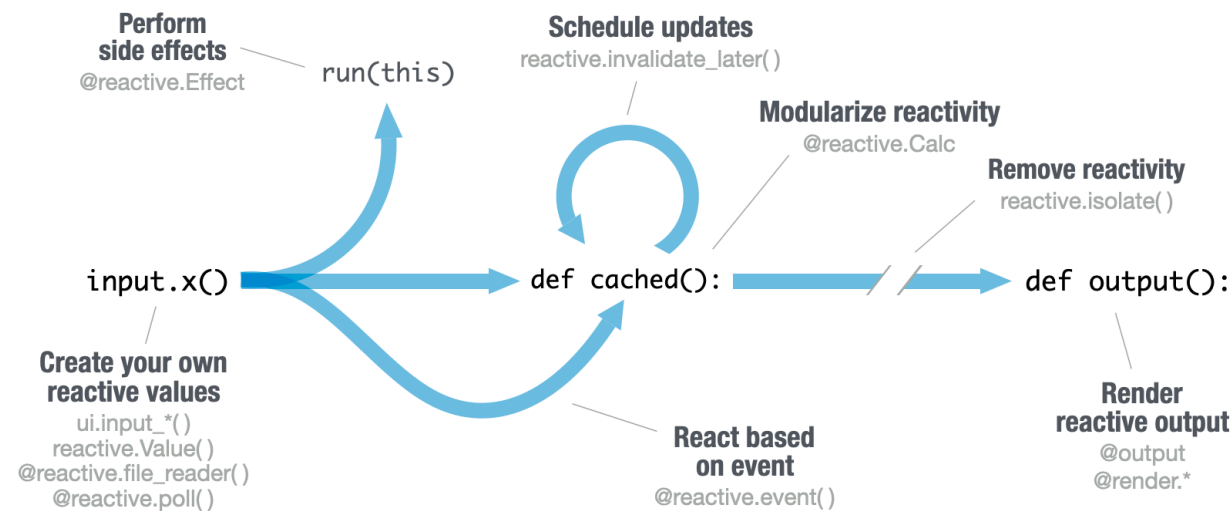 Perform
side effects
@reactive.Effect
run(this)
Schedule updates
reactive.invalidate_later()
Modularize reactivity
@reactive.Calc
Remove reactivity
reactive.isolate()
input.x()
def cached():
def output():
Create your own
reactive values
ui.input_*()
reactive.Value()
@reactive.file_reader()
@reactive.poll()
React based
on event
@reactive.event()
Render
reactive output
@output
@render.*